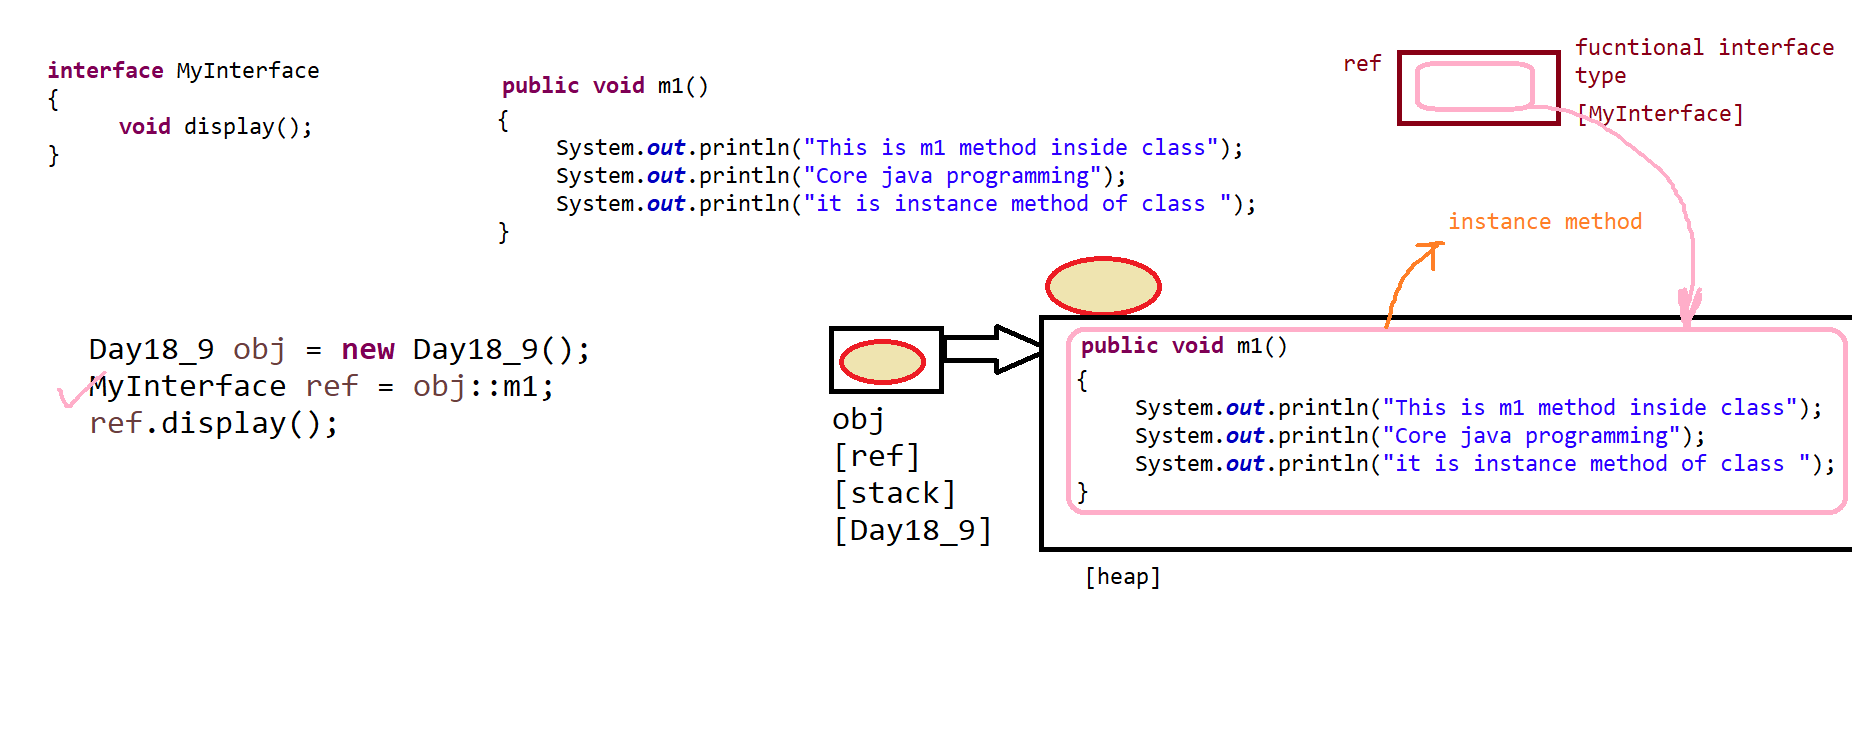 interface MyInterface
{
void display();
}
public void m1()
{
System.out.println("This is m1 method inside class");
System.out.println("Core java programming");
System.out.println("it is instance method of class ");
}
ref
fucntional interface
type
[MyInterface]
instance method
Day18_9 obj = new Day18_9();
MyInterface ref = obj::m1;
ref.display();
obj
[ref]
[stack]
[Day18_9]
public void m1()
{
System.out.println("This is m1 method inside class");
System.out.println("Core java programming");
System.out.println("it is instance method of class ");
}
[heap]